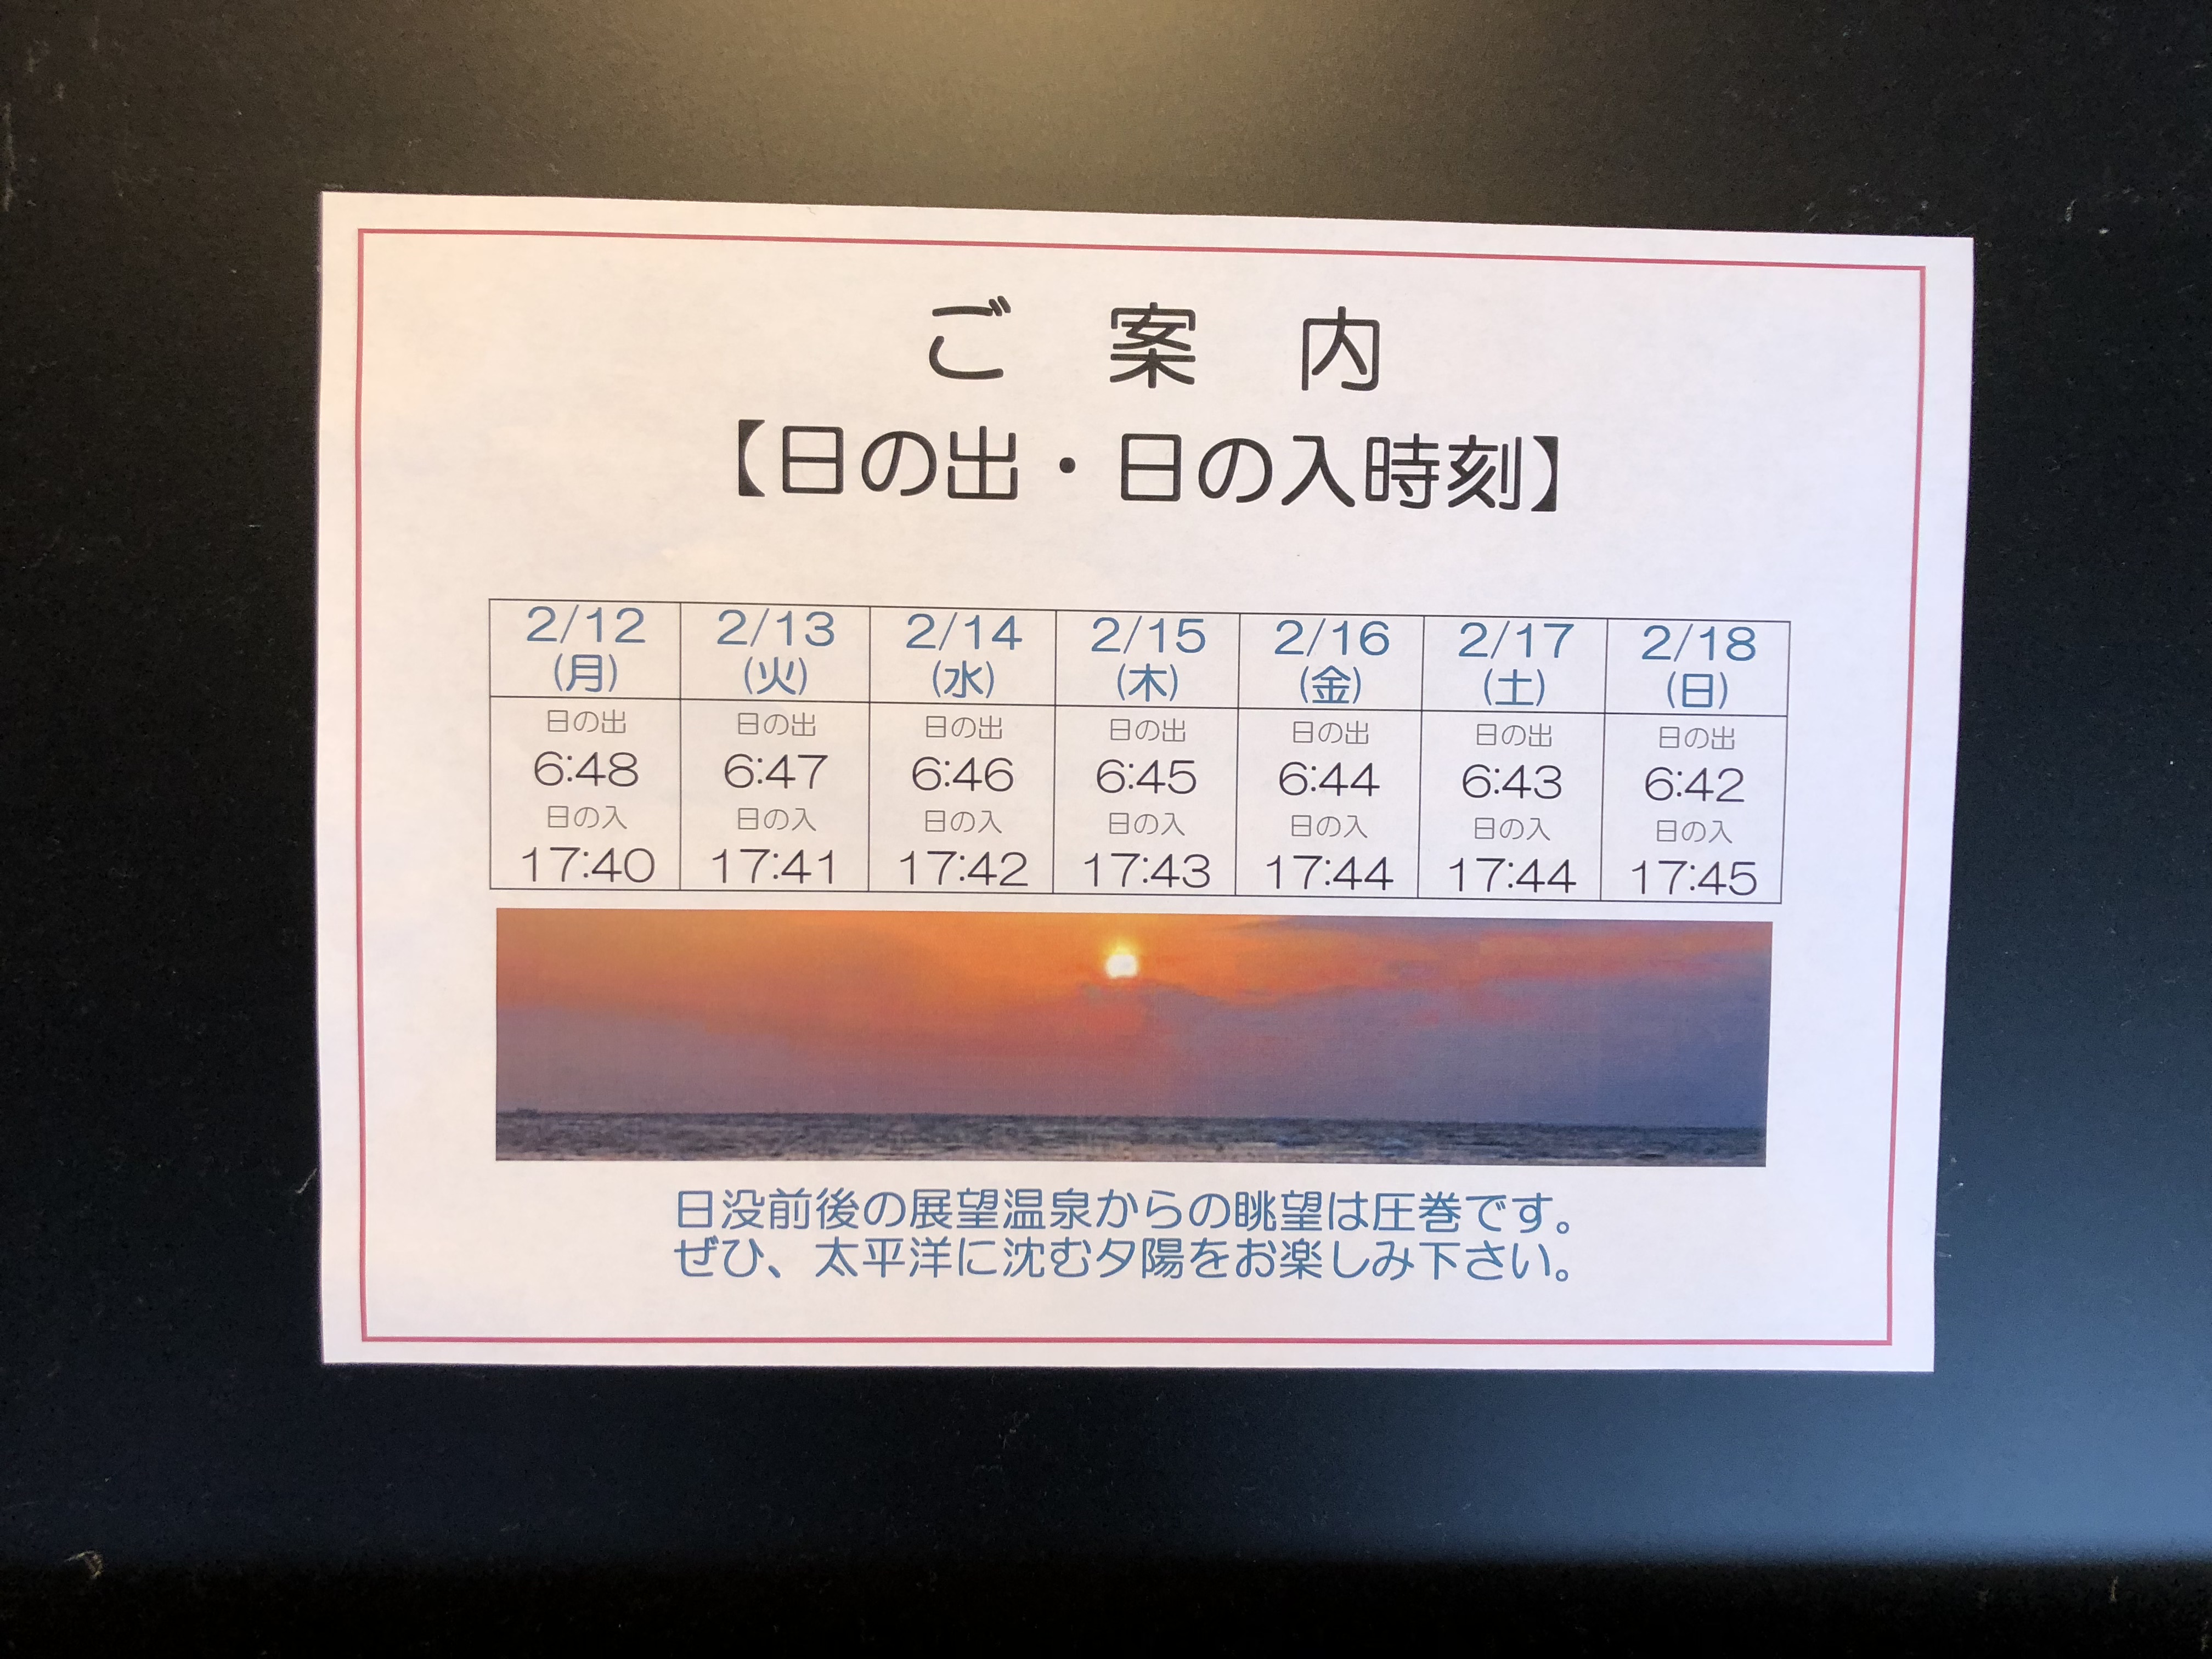 ご 案 内
【日の出・日の入時刻】
2/12 2/13 2/14 2/15 2/16 2/17 2/18
(月) (火) (水) (木) (金) (土) (日)
日の出 日の出 日の出 日の出 日の出 日の出 日の出
6:48 6:47 6:46 6:45 6:44 6:43 6:42
日の入 日の入 日の入 日の入 日の入 日の入 日の入
17:40 17:41 17:42 17:43 17:44 17:44 17:45
日没前後の展望温泉からの眺望は圧巻です。
ぜひ、太平洋に沈む夕陽をお楽しみ下さい。